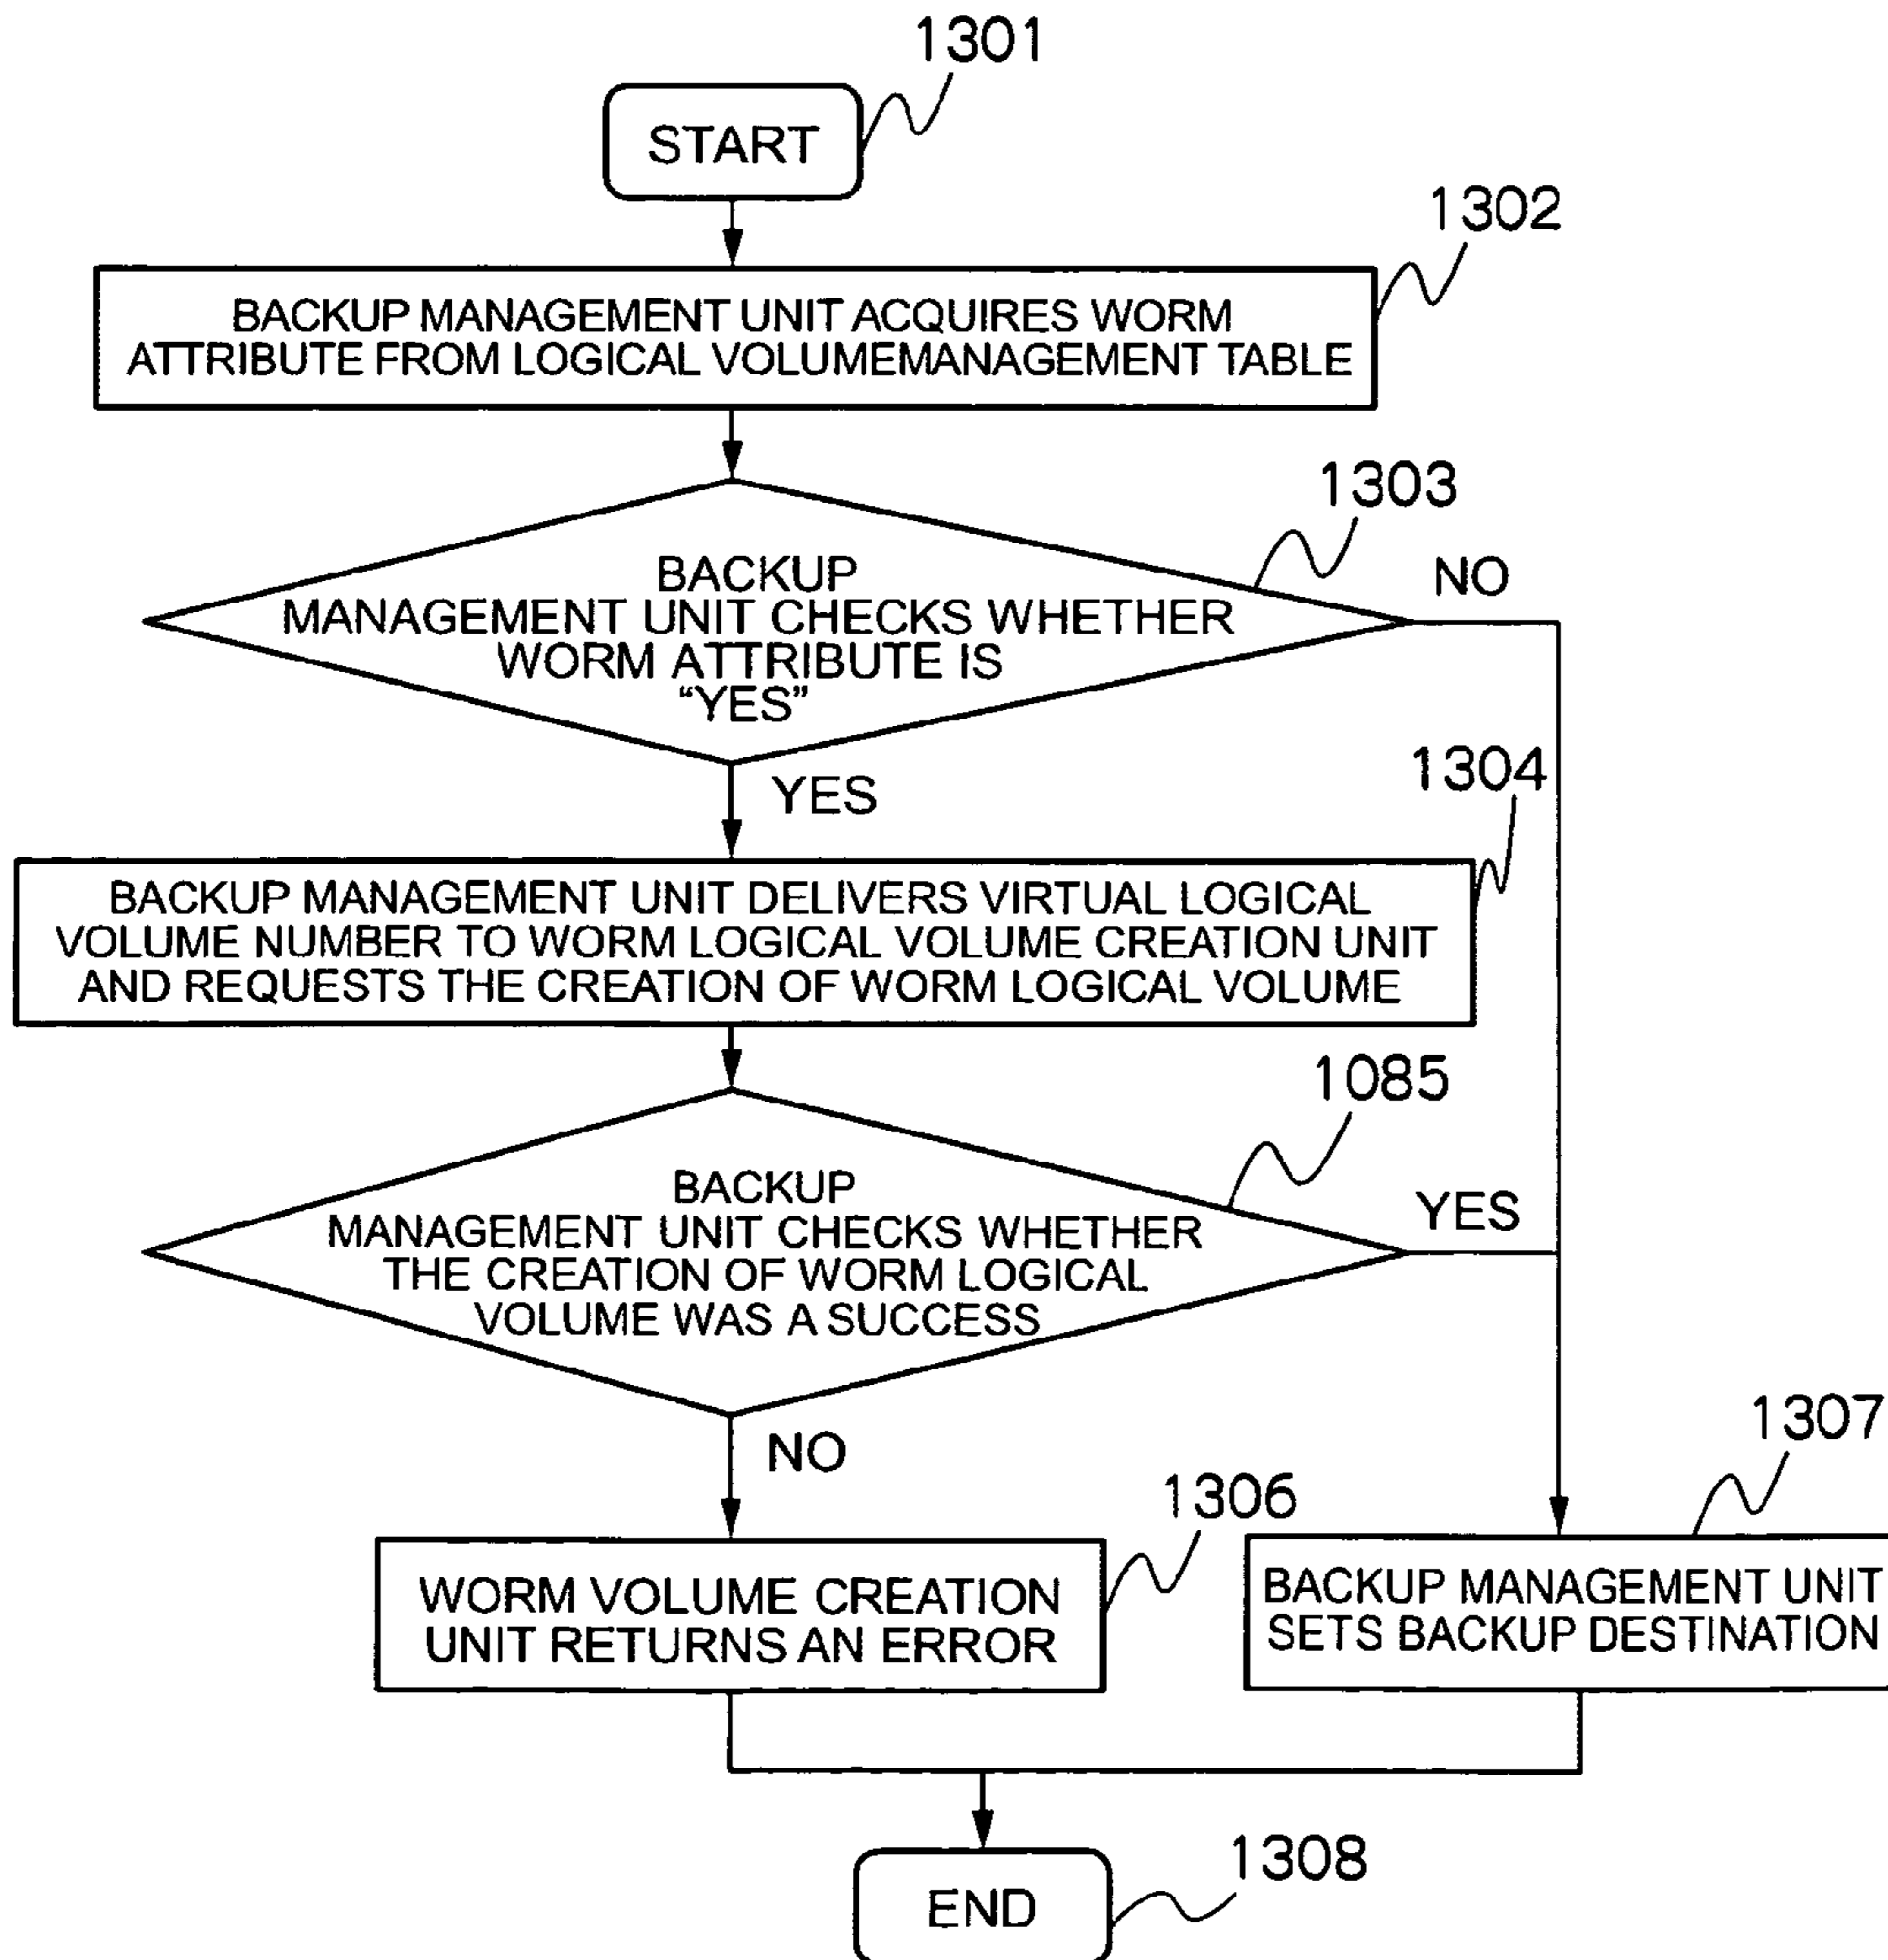 1301
START
1302
BACKUP MANAGEMENT UNIT ACQUIRES WORM
ATTRIBUTE FROM LOGICAL VOLUMEMANAGEMENT TABLE
1303
BACKUP
MANAGEMENT UNIT CHECKS WHETHER
WORM ATTRIBUTE IS
“YES”
NO
YES
1304
BACKUP MANAGEMENT UNIT DELIVERS VIRTUAL LOGICAL
VOLUME NUMBER TO WORM LOGICAL VOLUME CREATION UNIT
AND REQUESTS THE CREATION OF WORM LOGICAL VOLUME
1085
BACKUP
MANAGEMENT UNIT CHECKS WHETHER
THE CREATION OF WORM LOGICAL
VOLUME WAS A SUCCESS
YES
NO
1306
WORM VOLUME CREATION
UNIT RETURNS AN ERROR
1307
BACKUP MANAGEMENT UNIT
SETS BACKUP DESTINATION
1308
END